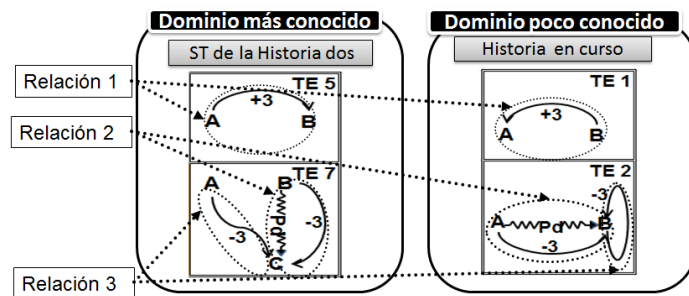 Dominio más conocido
Dominio poco conocido
ST de la Historia dos
Historia en curso
Relación 1
TE 5
+3
A
B
TE 1
+3
A
B
Relación 2
TE 7
A
B
Pd
-3
-3
C
TE 2
-3
A
Pd
B
-3
Relación 3